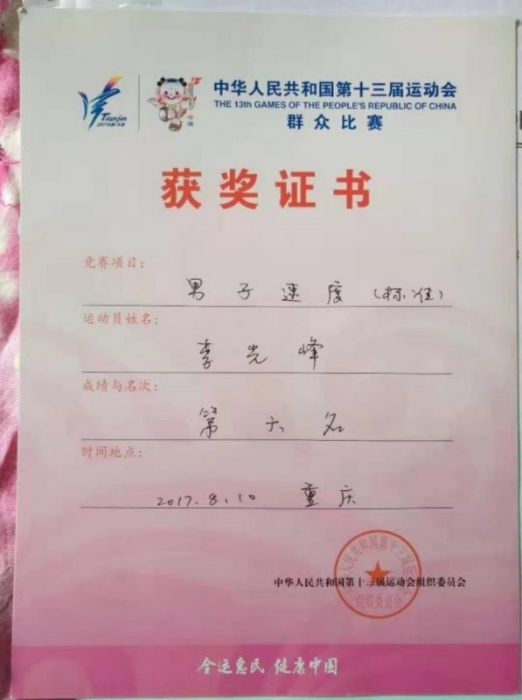 Tianjin
中华人民共和国第十三届运动会
THE 13th GAMES OF THE PEOPLE'S REPUBLIC OF CHINA
群众比赛
获奖证书
竞赛项目：
男子速度（标准）
运动员姓名：
李光峰
成绩与名次：
第六名
时间地点：
2017.8.10 重庆
中华人民共和国第十三届运动会组织委员会
全运惠民 健康中国